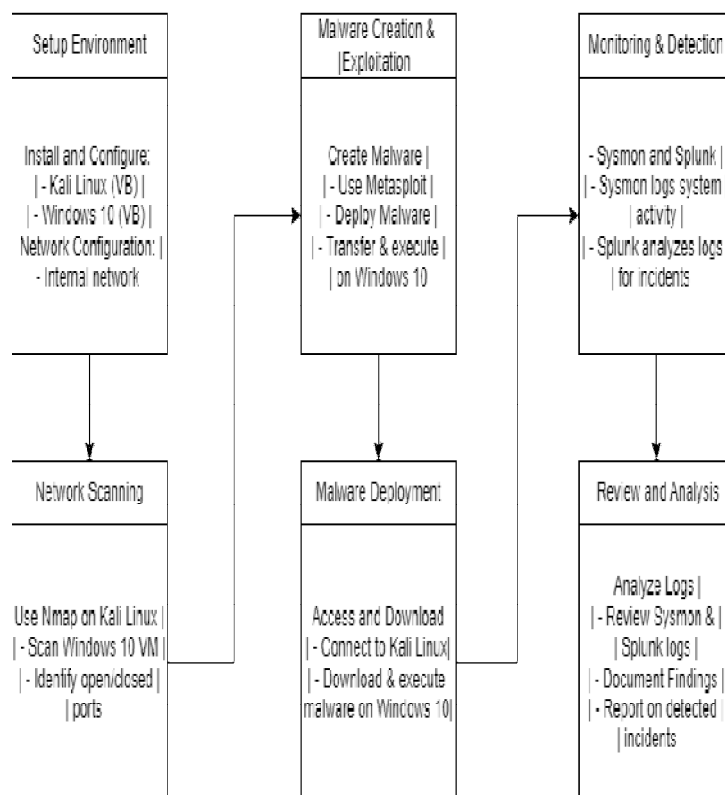 Setup Environment
Install and Configure:
| - Kali Linux (VB) |
| - Windows 10 (VB) |
Network Configuration: |
- Internal network
Network Scanning
Use Nmap on Kali Linux |
| - Scan Windows 10 VM |
| - Identify open/closed |
| ports
Malware Creation &
|Exploitation
Create Malware |
| - Use Metasploit |
| - Deploy Malware |
| - Transfer & execute |
| on Windows 10
Malware Deployment
Access and Download
| - Connect to Kali Linux|
| - Download & execute
malware on Windows 10|
Monitoring & Detection
- Sysmon and Splunk |
| - Sysmon logs system
| activity |
| - Splunk analyzes logs
| for incidents
Review and Analysis
Analyze Logs |
| - Review Sysmon & |
| Splunk logs |
| - Document Findings |
| - Report on detected |
| incidents